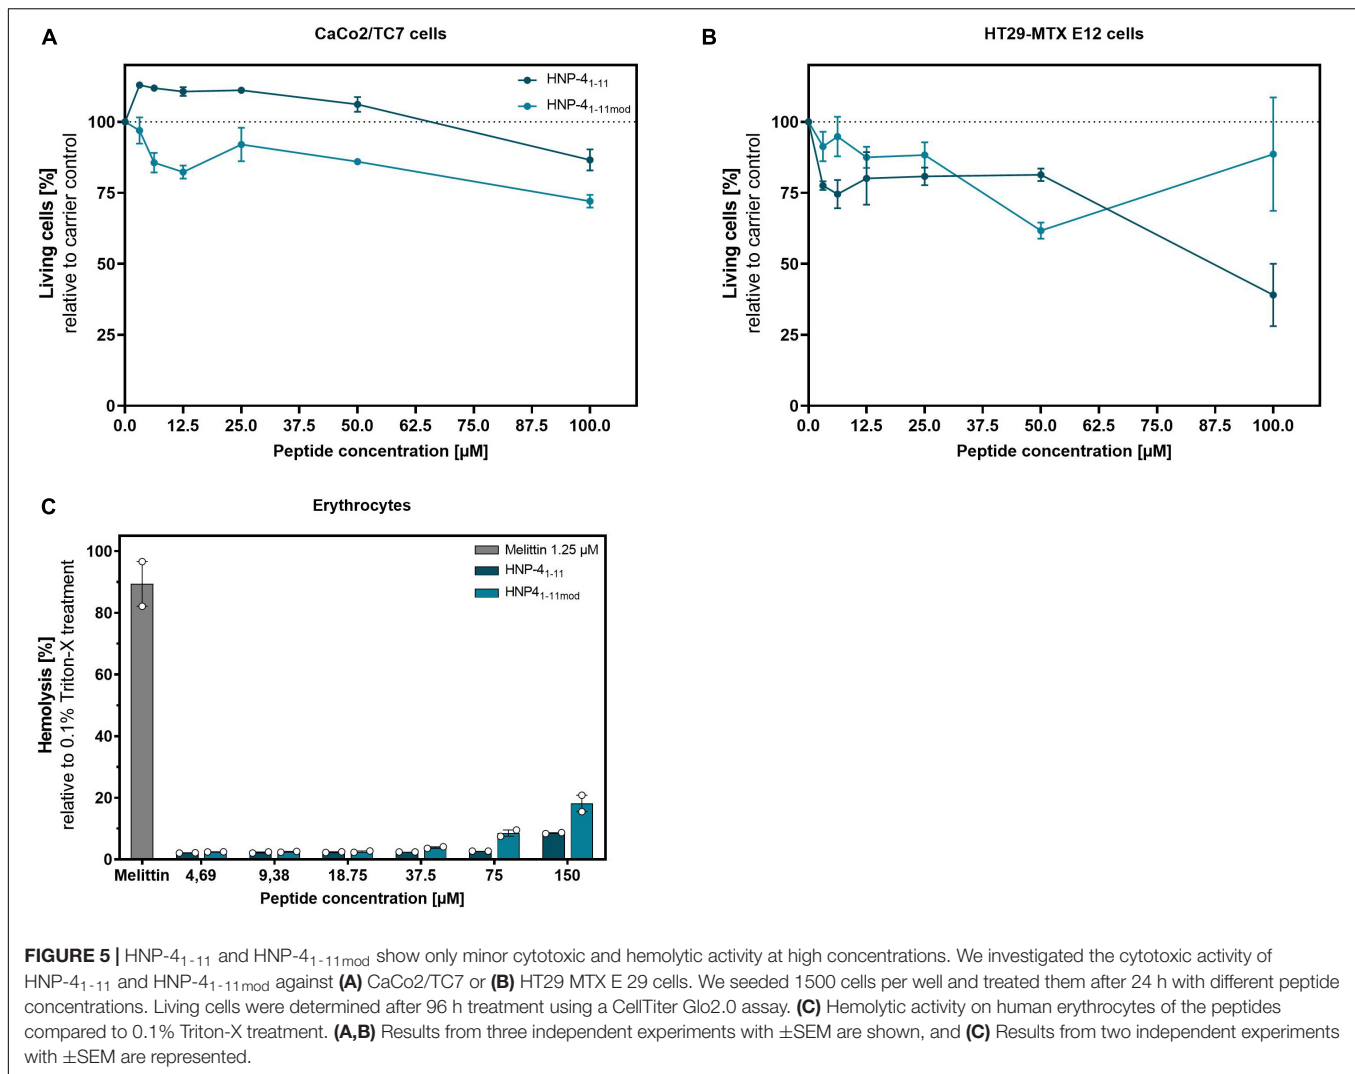 A
CaCo2/TC7 cells
HNP-41-11
HNP-41-11mod
Living cells [%]
relative to carrier control
100
75
50
25
0
0.0 12.5 25.0 37.5 50.0 62.5 75.0 87.5 100.0
Peptide concentration [µM]
B
HT29-MTX E12 cells
Living cells [%]
relative to carrier control
100
75
50
25
0
0.0 12.5 25.0 37.5 50.0 62.5 75.0 87.5 100.0
Peptide concentration [µM]
C
Erythrocytes
Melittin 1.25 µM
HNP-41-11
HNP41-11mod
Hemolysis [%]
relative to 0.1% Triton-X treatment
100
80
60
40
20
0
Melittin 4,69 9,38 18.75 37.5 75 150
Peptide concentration [µM]
FIGURE 5 | HNP-41-11 and HNP-41-11mod show only minor cytotoxic and hemolytic activity at high concentrations. We investigated the cytotoxic activity of
HNP-41-11 and HNP-41-11mod against (A) CaCo2/TC7 or (B) HT29 MTX E 29 cells. We seeded 1500 cells per well and treated them after 24 h with different peptide
concentrations. Living cells were determined after 96 h treatment using a CellTiter Glo2.0 assay. (C) Hemolytic activity on human erythrocytes of the peptides
compared to 0.1% Triton-X treatment. (A,B) Results from three independent experiments with ±SEM are shown, and (C) Results from two independent experiments
with ±SEM are represented.